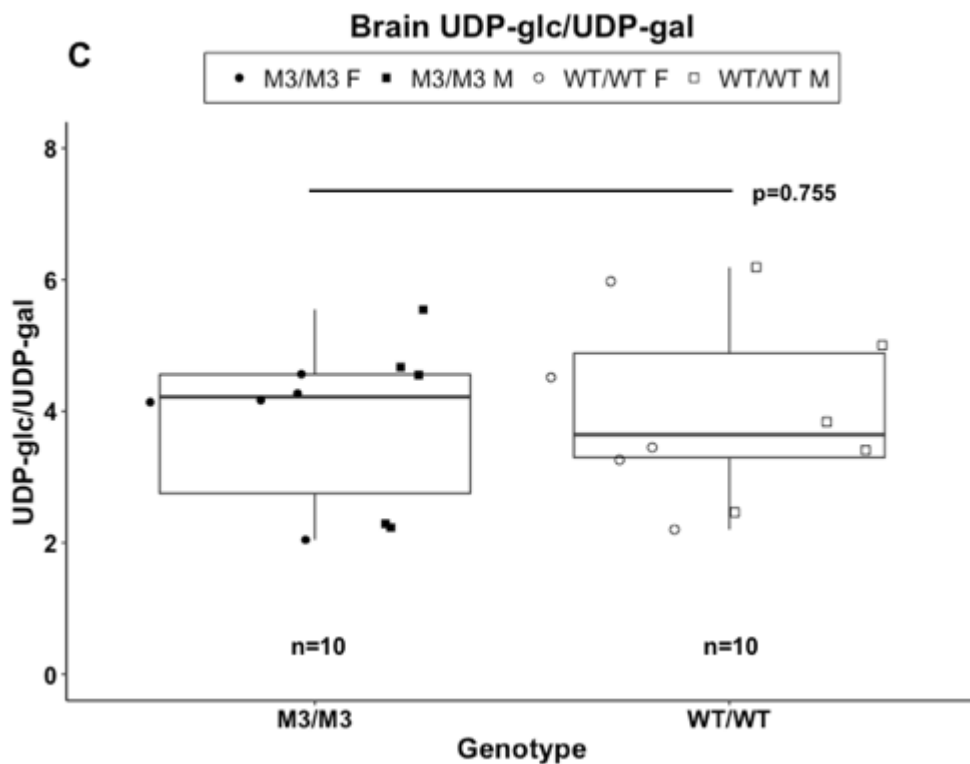 Brain UDP-glc/UDP-gal
C
M3/M3 F M3/M3 M WT/WT F WT/WT M
8
p=0.755
6
UDP-glc/UDP-gal
4
2
n=10 n=10
0
M3/M3 WT/WT
Genotype